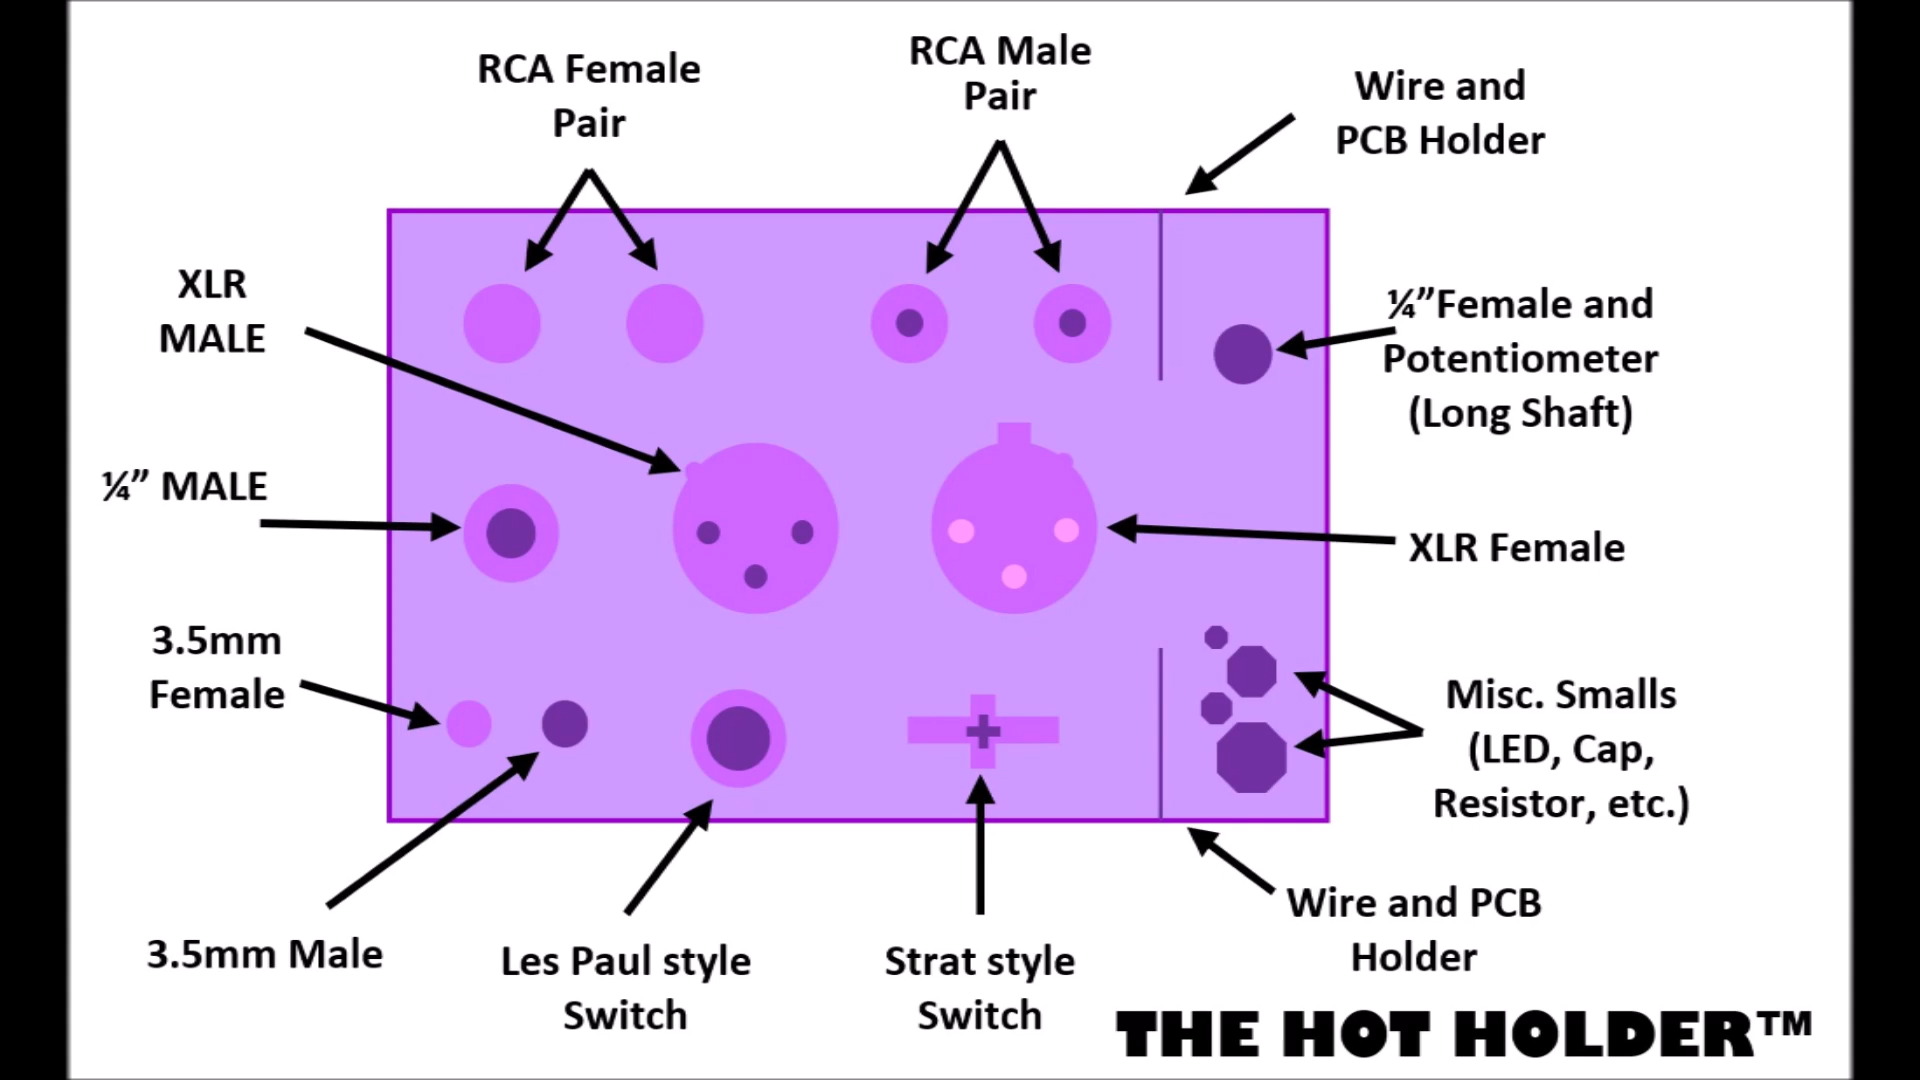 RCA Female
Pair
RCA Male
Pair
Wire and
PCB Holder
XLR
MALE
¼”Female and
Potentiometer
(Long Shaft)
¼” MALE
XLR Female
3.5mm
Female
Misc. Smalls
(LED, Cap,
Resistor, etc.)
3.5mm Male
Les Paul style
Switch
Strat style
Switch
Wire and PCB
Holder
THE HOT HOLDER™